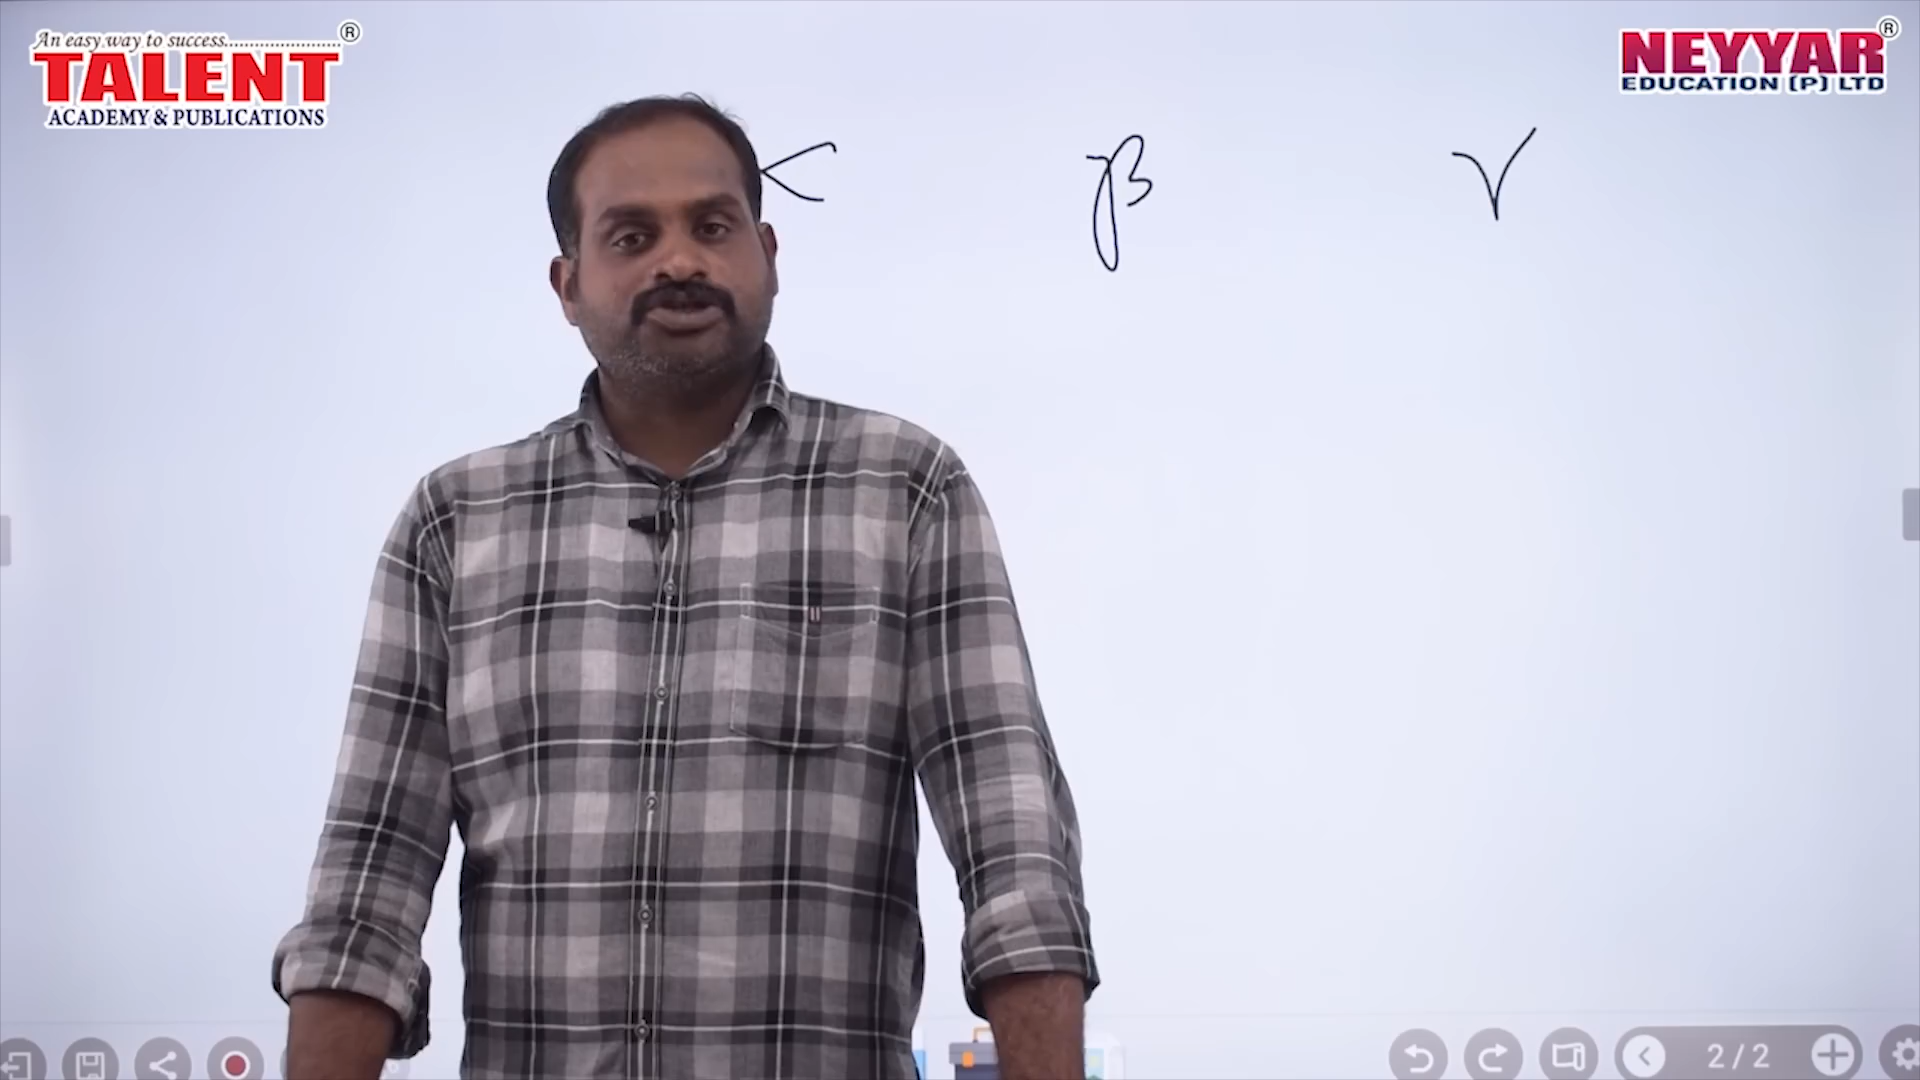 An easy way to success........................®
TALENT
ACADEMY & PUBLICATIONS
NEYYAR®
EDUCATION (P) LTD
β γ
2/2